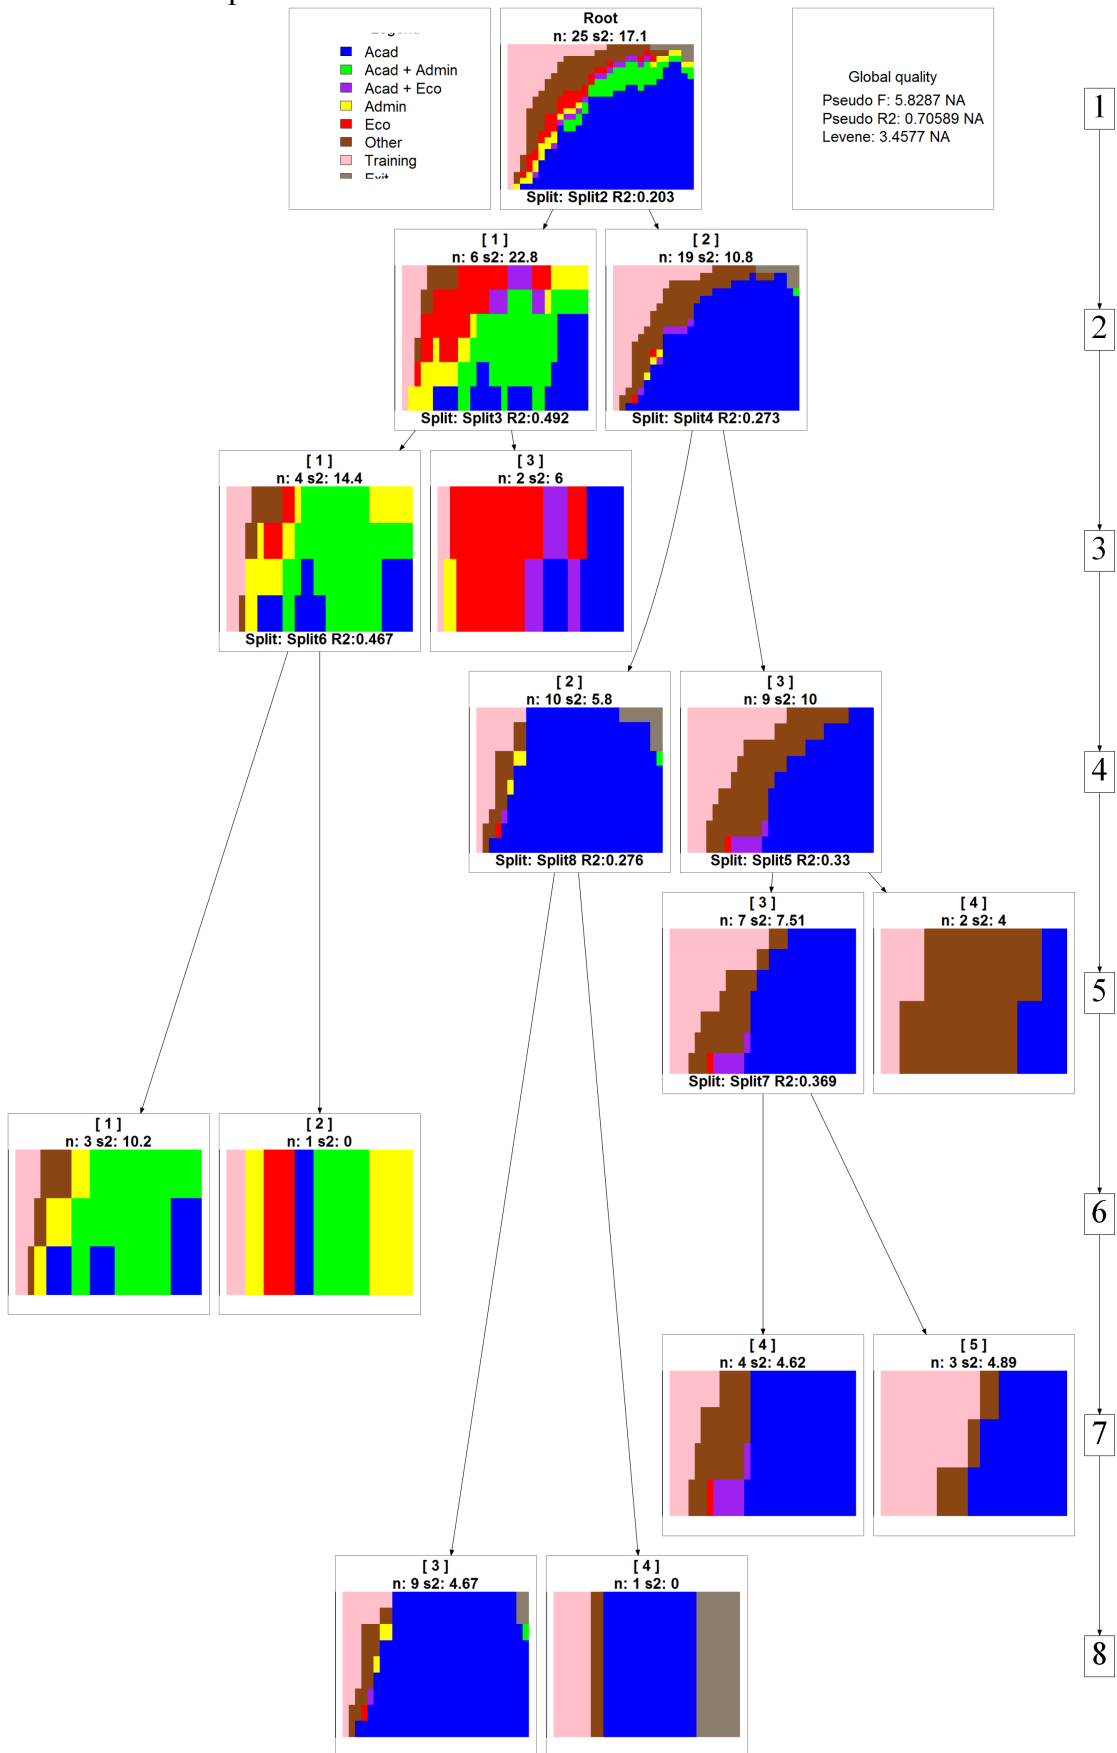 Root
n: 25 s2: 17.1
Acad
Acad + Admin
Acad + Eco
Admin
Eco
Other
Training
Split: Split2 R2:0.203
Global quality
Pseudo F: 5.8287 NA
Pseudo R2: 0.70589 NA
Levene: 3.4577 NA
1
[ 1 ]
n: 6 s2: 22.8
Split: Split3 R2:0.492
[ 2 ]
n: 19 s2: 10.8
Split: Split4 R2:0.273
2
[ 1 ]
n: 4 s2: 14.4
Split: Split6 R2:0.467
[ 3 ]
n: 2 s2: 6
3
[ 2 ]
n: 10 s2: 5.8
Split: Split8 R2:0.276
[ 3 ]
n: 9 s2: 10
Split: Split5 R2:0.33
4
[ 3 ]
n: 7 s2: 7.51
Split: Split7 R2:0.369
[ 4 ]
n: 2 s2: 4
5
[ 1 ]
n: 3 s2: 10.2
[ 2 ]
n: 1 s2: 0
6
[ 4 ]
n: 4 s2: 4.62
[ 5 ]
n: 3 s2: 4.89
7
[ 3 ]
n: 9 s2: 4.67
[ 4 ]
n: 1 s2: 0
8